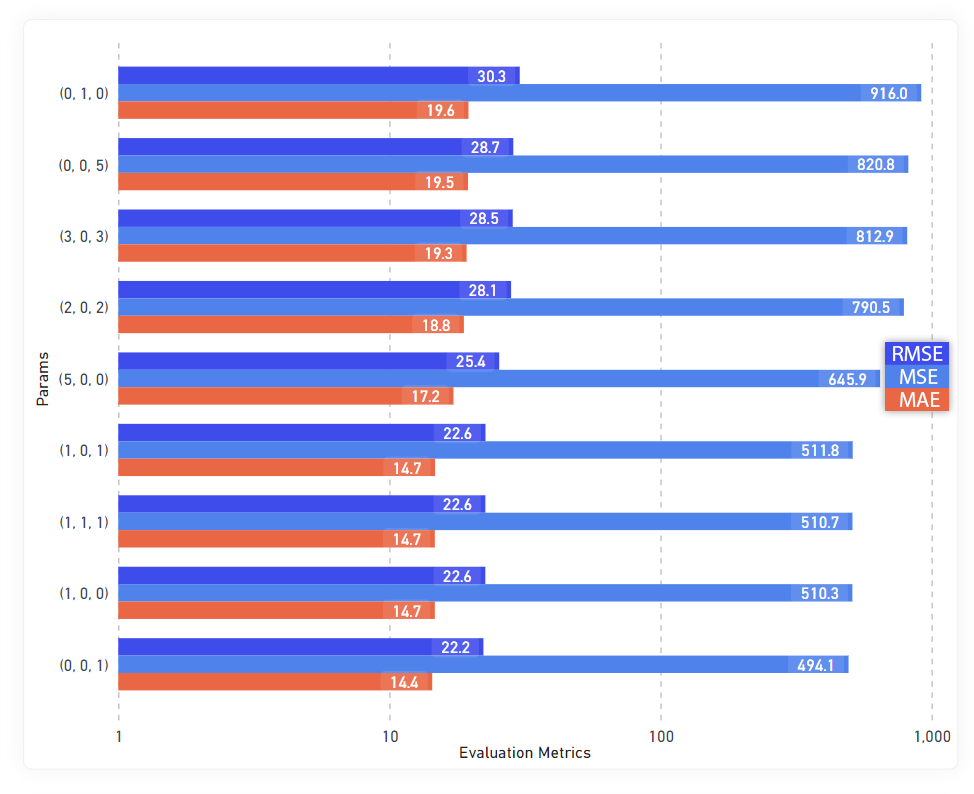 30.3
(0, 1, 0)
916.0
19.6
28.7
(0, 0, 5)
820.8
19.5
28.5
(3, 0, 3)
812.9
19.3
28.1
(2, 0, 2)
790.5
18.8
RMSE
MSE
MAE
Params
25.4
(5, 0, 0)
645.9
17.2
22.6
(1, 0, 1)
511.8
14.7
22.6
(1, 1, 1)
510.7
14.7
22.6
(1, 0, 0)
510.3
14.7
22.2
(0, 0, 1)
494.1
14.4
1 10 100 1,000
Evaluation Metrics